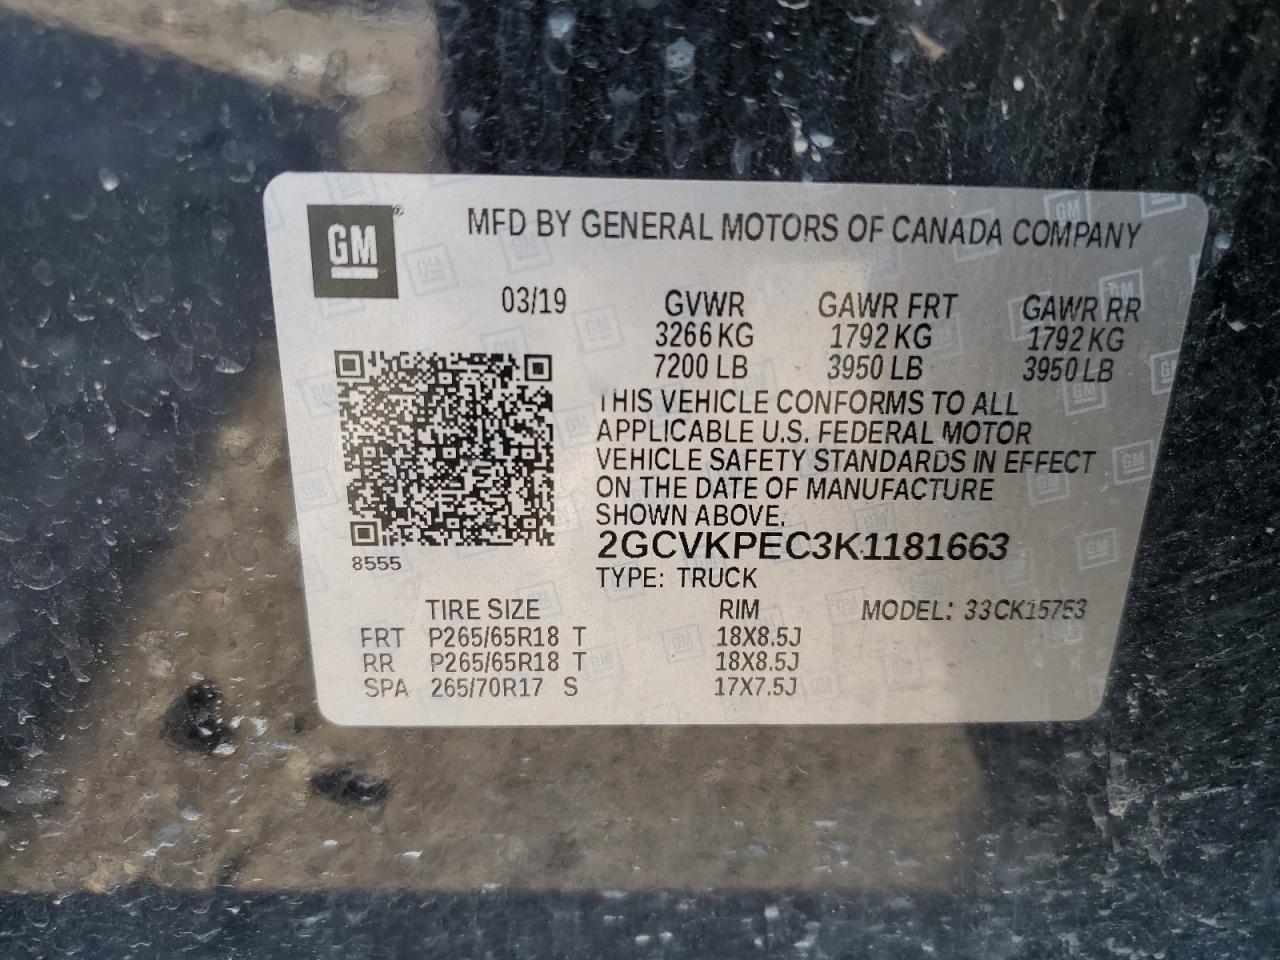 GM®
MFD BY GENERAL MOTORS OF CANADA COMPANY
03/19 GVWR GAWR FRT GAWR RR
3266 KG 1792 KG 1792 KG
7200 LB 3950 LB 3950 LB
THIS VEHICLE CONFORMS TO ALL
APPLICABLE U.S. FEDERAL MOTOR
VEHICLE SAFETY STANDARDS IN EFFECT
ON THE DATE OF MANUFACTURE
SHOWN ABOVE.
2GCVKPEC3K1181663
8555
TYPE: TRUCK
TIRE SIZE RIM MODEL: 33CK15753
FRT P265/65R18 T 18X8.5J
RR P265/65R18 T 18X8.5J
SPA 265/70R17 S 17X7.5J